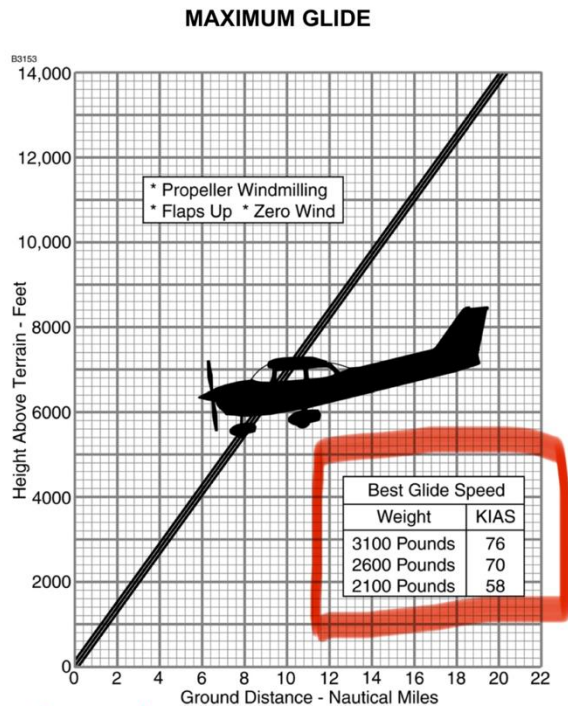 MAXIMUM GLIDE
B3153
14,000
12,000
10,000
8000
6000
4000
2000
0
Height Above Terrain - Feet
* Propeller Windmilling
* Flaps Up * Zero Wind
Best Glide Speed
Weight KIAS
3100 Pounds 76
2600 Pounds 70
2100 Pounds 58
0 2 4 6 8 10 12 14 16 18 20 22
Ground Distance - Nautical Miles